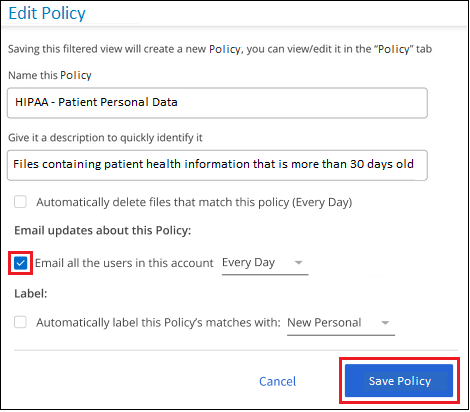 Edit Policy
Saving this filtered view will create a new Policy, you can view/edit it in the “Policy” tab
Name this Policy
HIPAA - Patient Personal Data
Give it a description to quickly identify it
Files containing patient health information that is more than 30 days old
Automatically delete files that match this policy (Every Day)
Email updates about this Policy:
Email all the users in this account Every Day
Label:
Automatically label this Policy’s matches with: New Personal
Cancel Save Policy